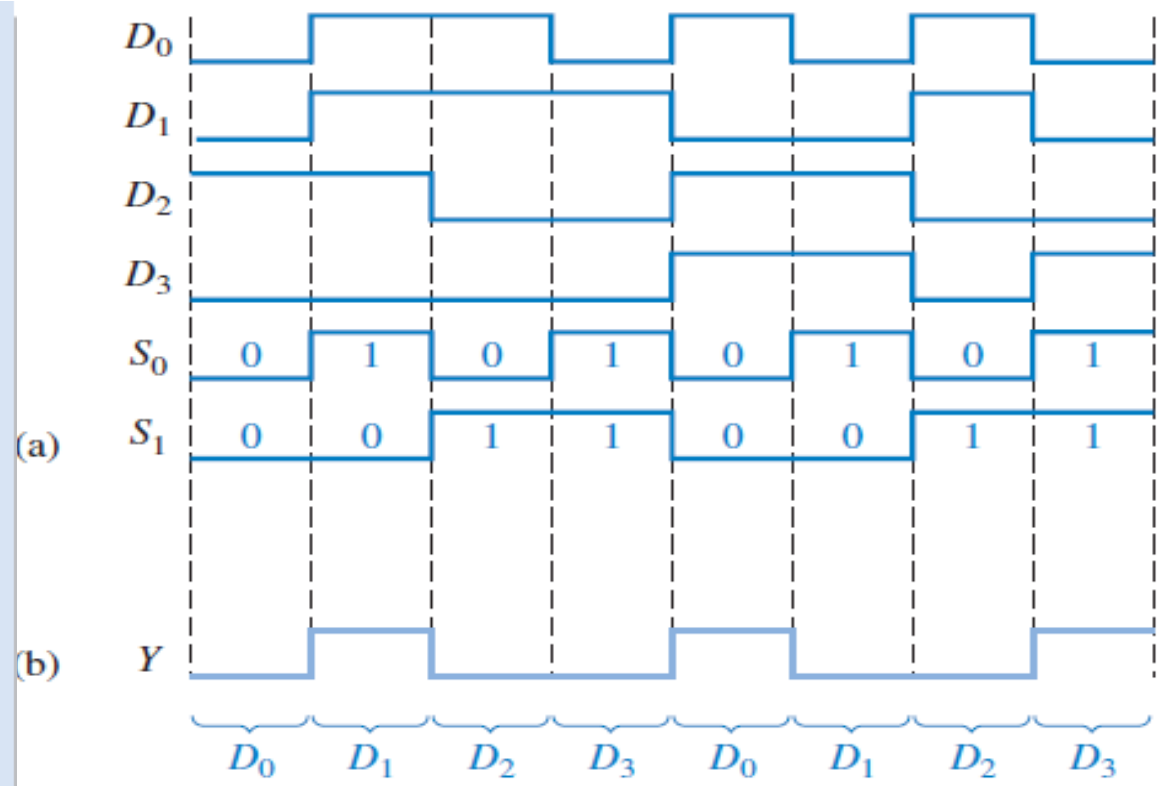 D₀
D₁
D₂
D₃
S₀ 0 1 0 1 0 1 0 1
(a) S₁ 0 0 1 1 0 0 1 1
(b) Y
D₀ D₁ D₂ D₃ D₀ D₁ D₂ D₃